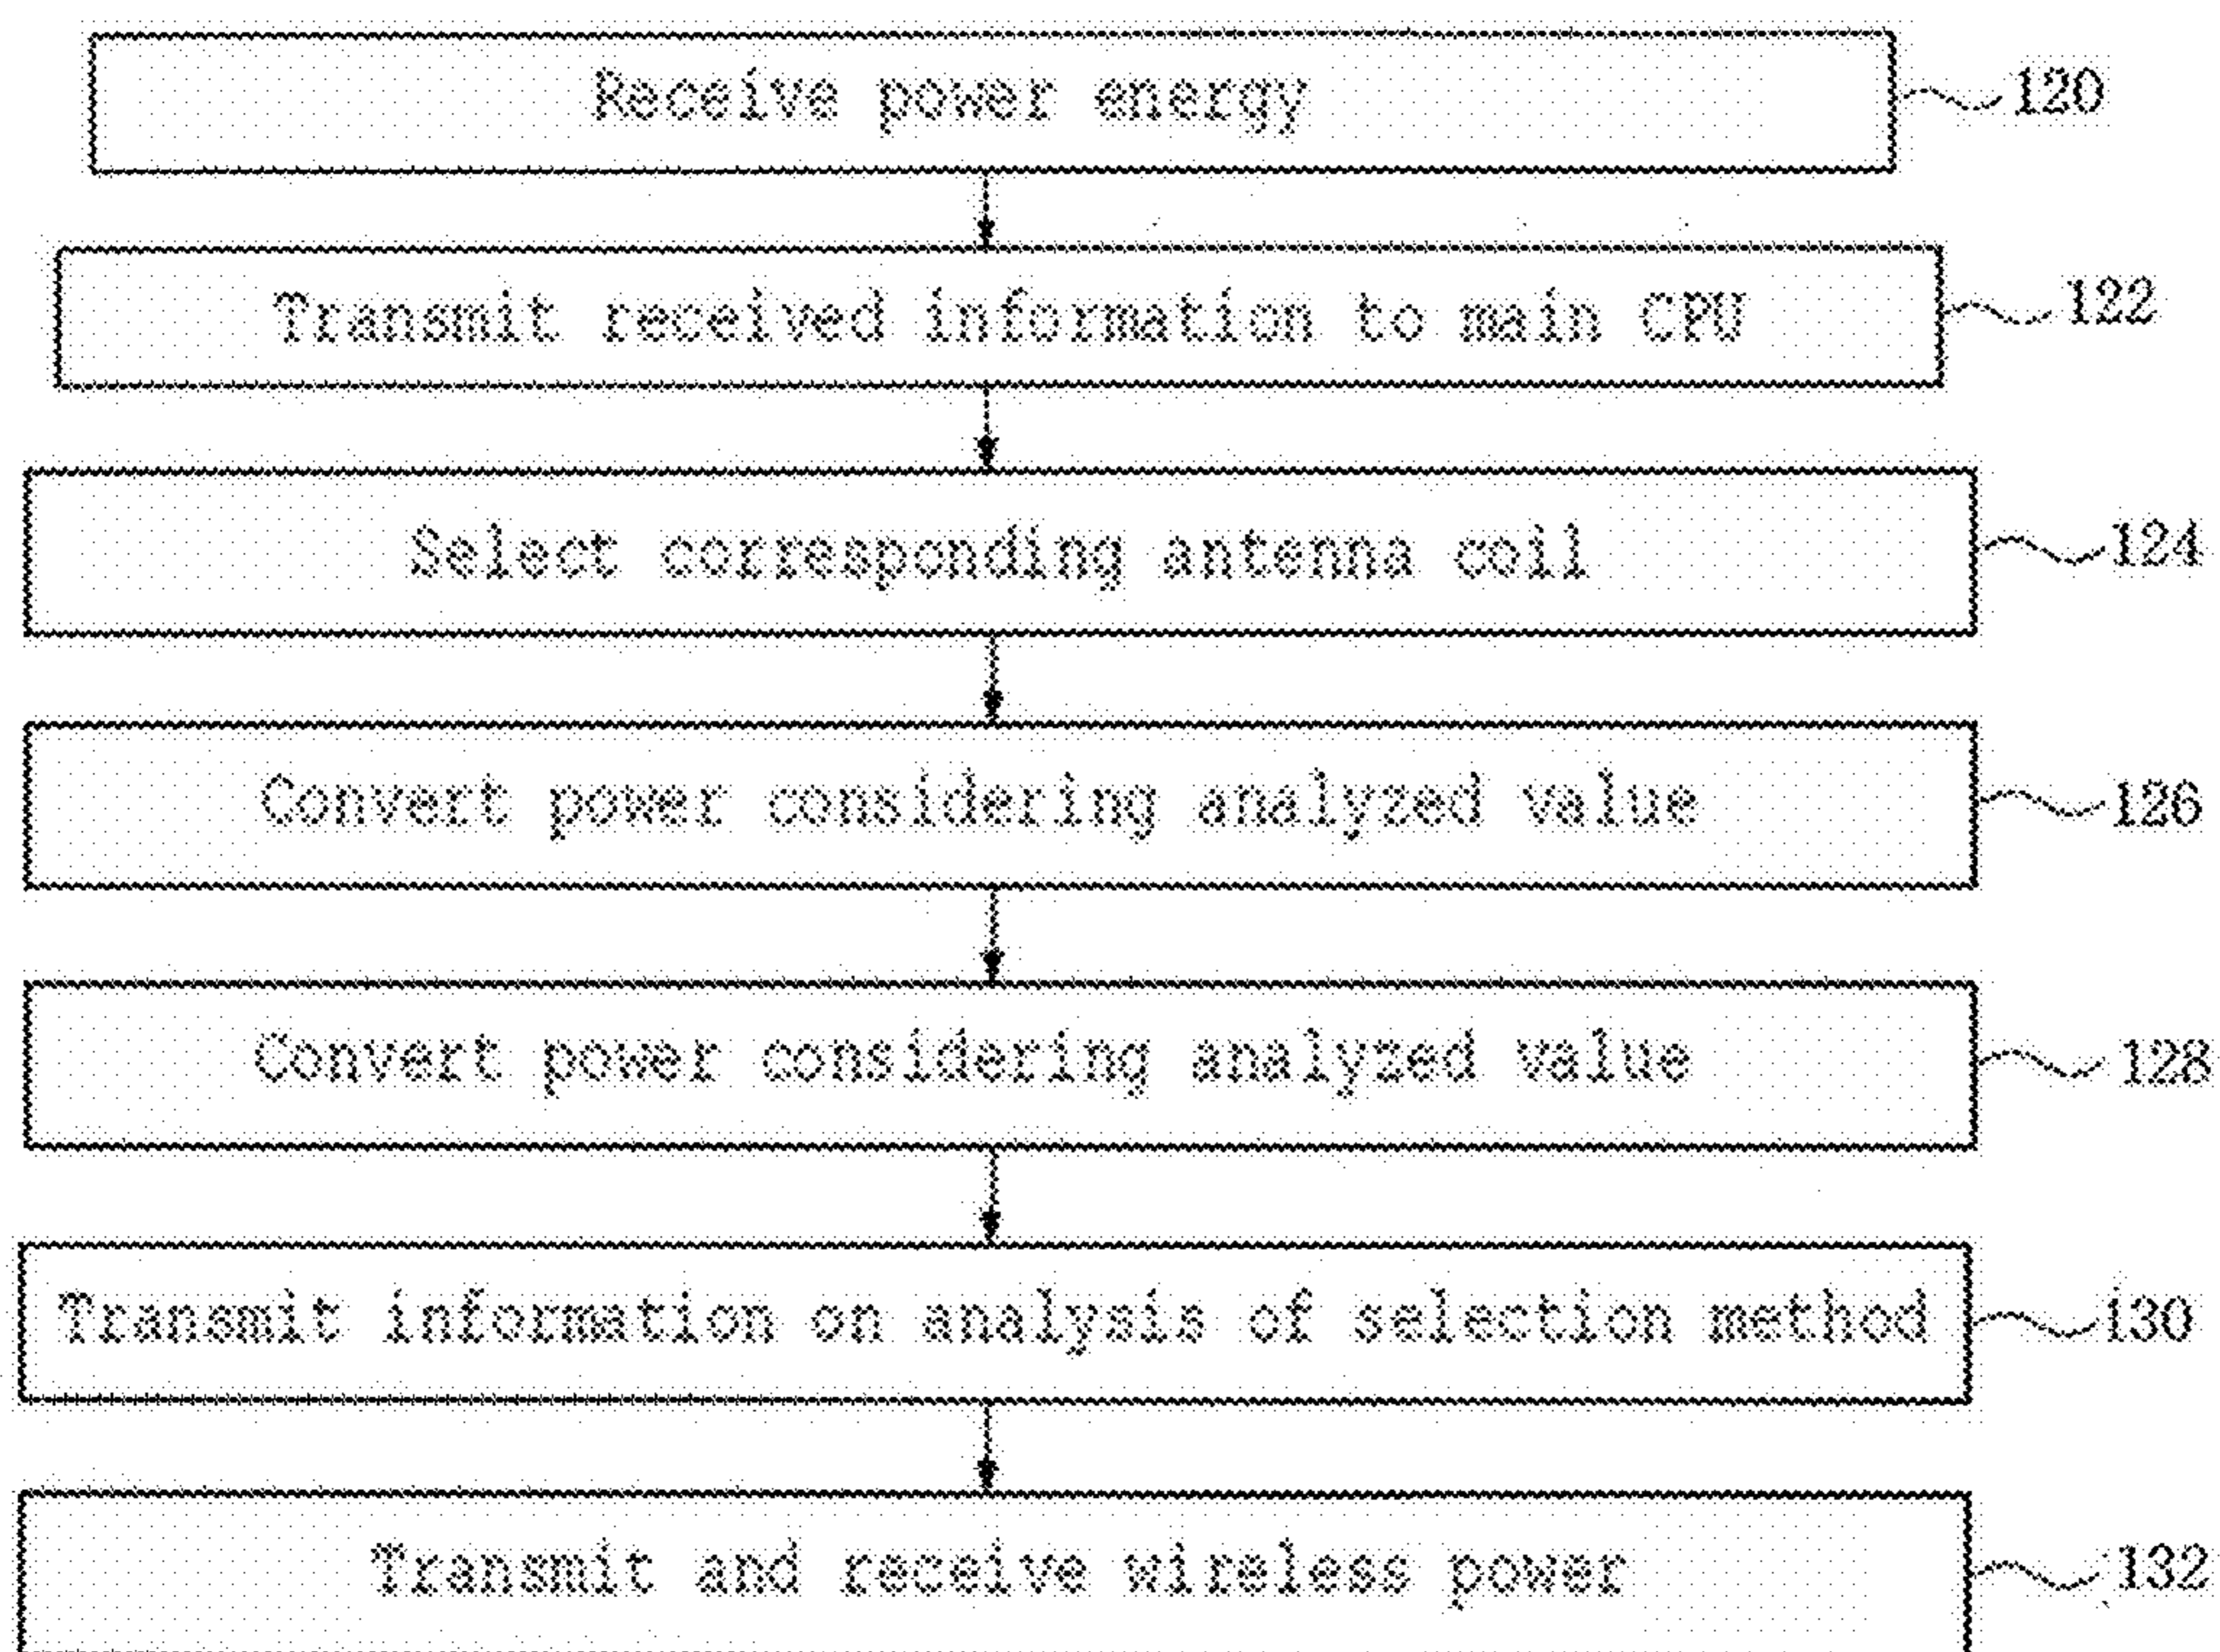 Receive power energy 120
Transmit received information to main CPU 122
Select corresponding antenna coil 124
Convert power considering analyzed value 126
Convert power considering analyzed value 128
Transmit information on analysis of selection method 130
Transmit and receive wireless power 132